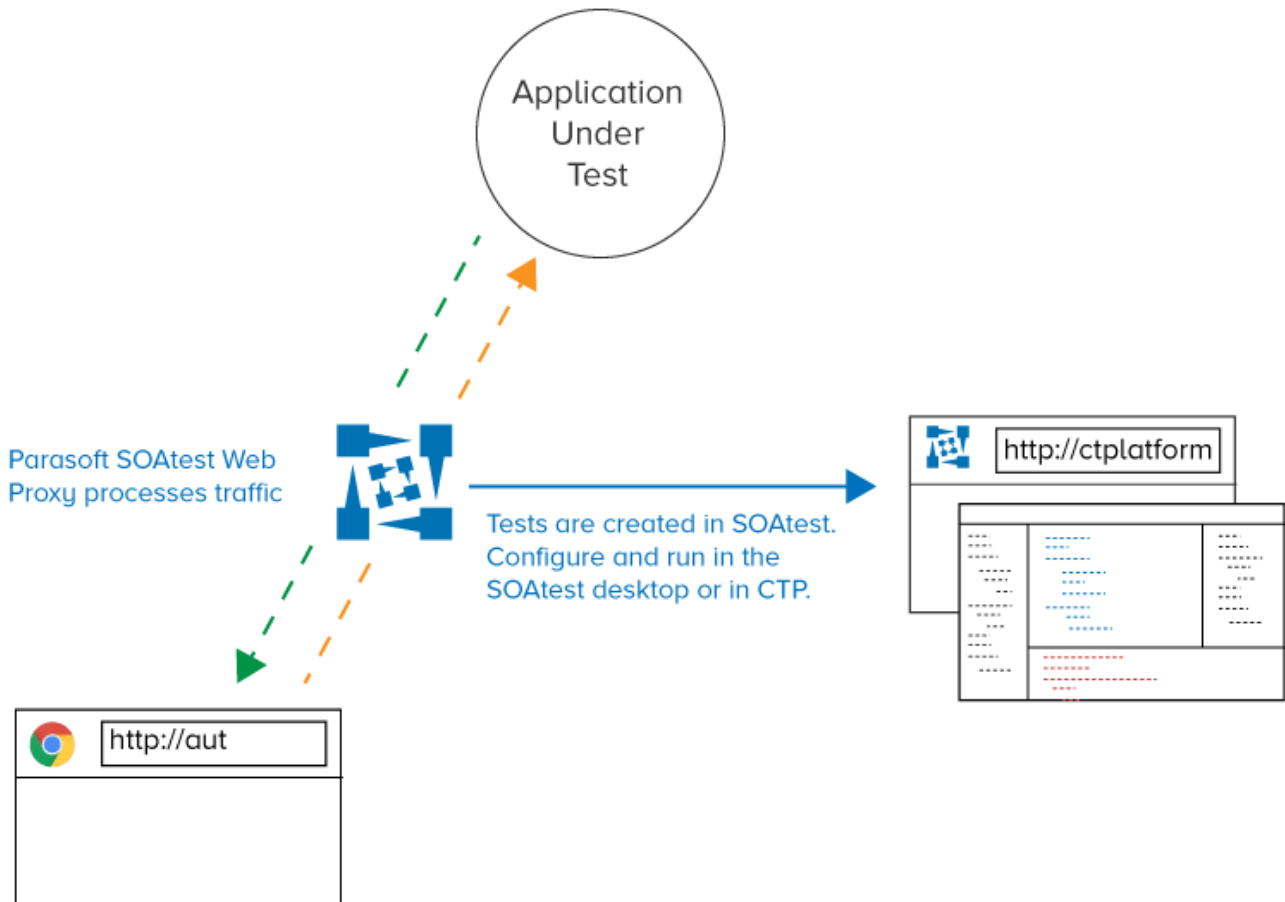 Application
Under
Test
Parasoft SOAtest Web
Proxy processes traffic
http://ctplatform
Tests are created in SOAtest.
Configure and run in the
SOAtest desktop or in CTP.
http://aut